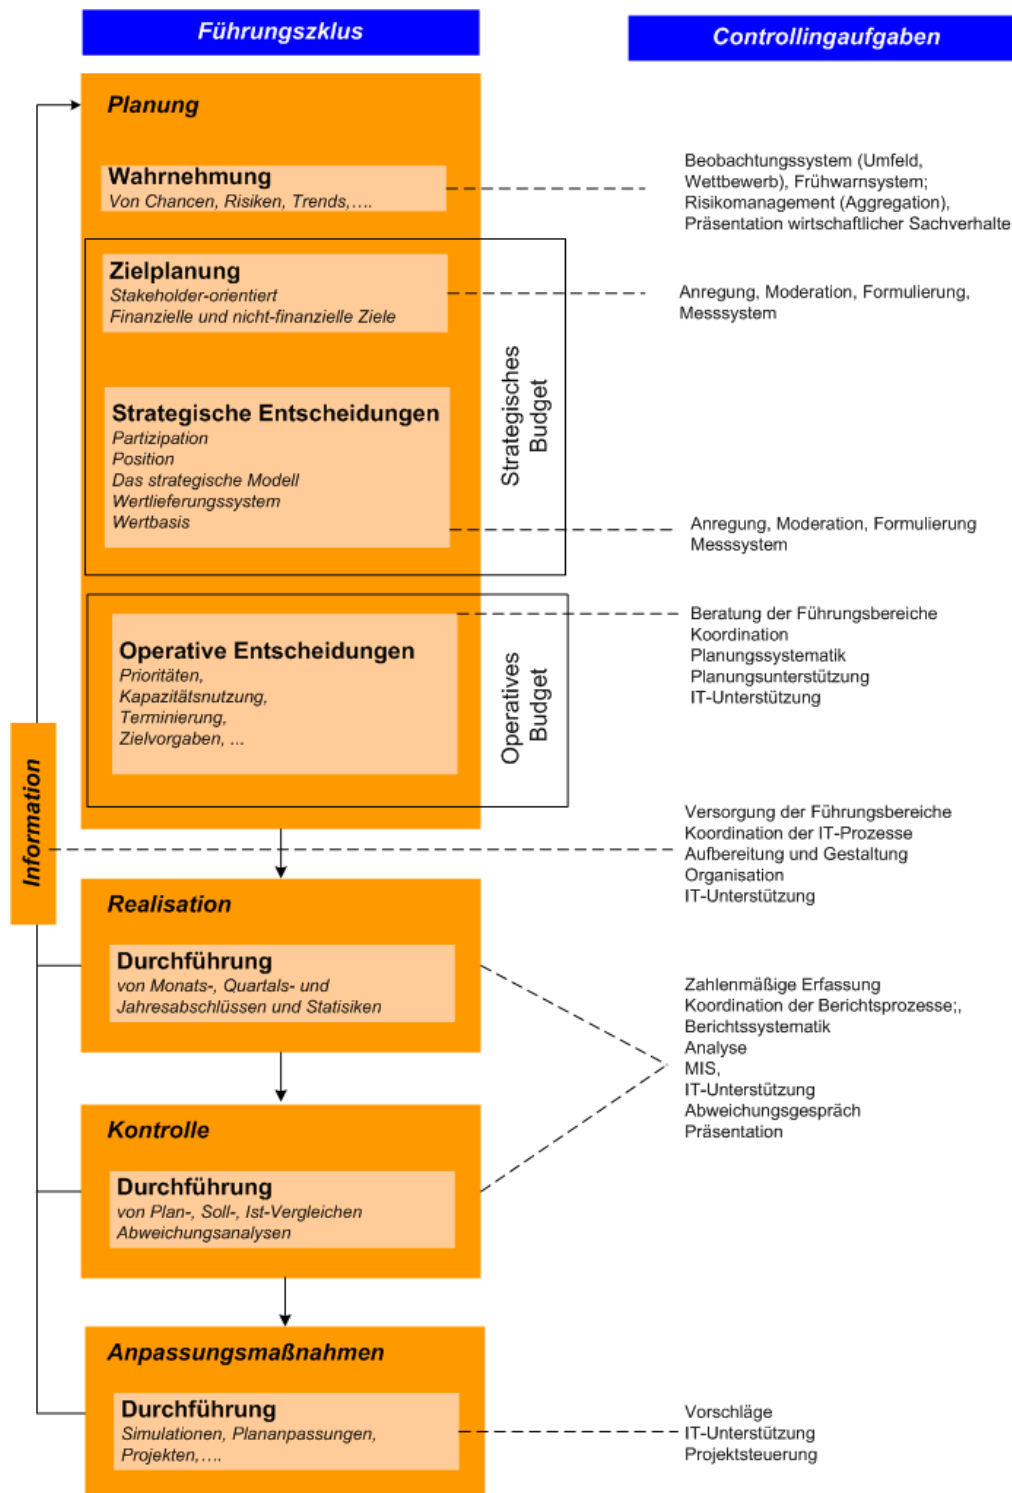 Führungszklus
Controllingaufgaben
Planung
Wahrnehmung
Von Chancen, Risiken, Trends,….
Beobachtungssystem (Umfeld,
Wettbewerb), Frühwarnsystem;
Risikomanagement (Aggregation),
Präsentation wirtschaftlicher Sachverhalte
Zielplanung
Stakeholder-orientiert
Finanzielle und nicht-finanzielle Ziele
Anregung, Moderation, Formulierung,
Messsystem
Strategisches
Budget
Strategische Entscheidungen
Partizipation
Position
Das strategische Modell
Wertlieferungssystem
Wertbasis
Anregung, Moderation, Formulierung
Messsystem
Operative Entscheidungen
Prioritäten,
Kapazitätsnutzung,
Terminierung,
Zielvorgaben, ...
Operatives
Budget
Beratung der Führungsbereiche
Koordination
Planungssystematik
Planungsunterstützung
IT-Unterstützung
Information
Versorgung der Führungsbereiche
Koordination der IT-Prozesse
Aufbereitung und Gestaltung
Organisation
IT-Unterstützung
Realisation
Durchführung
von Monats-, Quartals- und
Jahresabschlüssen und Statisiken
Zahlenmäßige Erfassung
Koordination der Berichtsprozesse;,
Berichtssystematik
Analyse
MIS,
IT-Unterstützung
Abweichungsgespräch
Präsentation
Kontrolle
Durchführung
von Plan-, Soll-, Ist-Vergleichen
Abweichungsanalysen
Anpassungsmaßnahmen
Durchführung
Simulationen, Plananpassungen,
Projekten,….
Vorschläge
IT-Unterstützung
Projektsteuerung